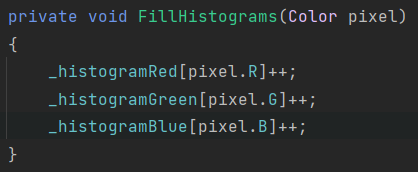 private void FillHistograms(Color pixel)
{
    _histogramRed[pixel.R]++;
    _histogramGreen[pixel.G]++;
    _histogramBlue[pixel.B]++;
}